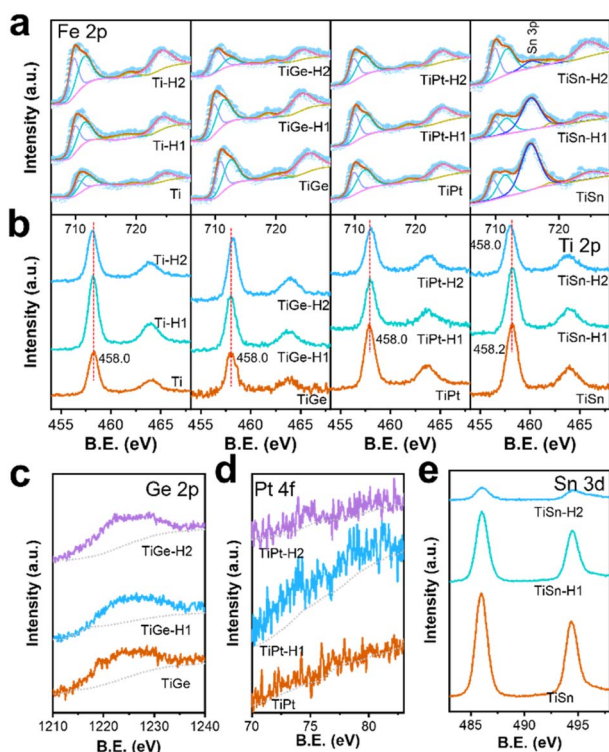 a
Fe 2p
Sn 3p
Intensity (a.u.)
Ti-H2
TiGe-H2
TiPt-H2
TiSn-H2
Ti-H1
TiGe-H1
TiPt-H1
TiSn-H1
Ti
TiGe
TiPt
TiSn
710 720 710 720 710 720 710 720
b
Ti 2p
Intensity (a.u.)
458.0
Ti-H2
TiGe-H2
TiPt-H2
TiSn-H2
Ti-H1
TiGe-H1
TiPt-H1
TiSn-H1
458.0
458.0
458.0
458.2
Ti
TiGe
TiPt
TiSn
455 460 465 455 460 465 455 460 465 455 460 465
B.E. (eV) B.E. (eV) B.E. (eV) B.E. (eV)
c
Ge 2p
Intensity (a.u.)
TiGe-H2
TiGe-H1
TiGe
1210 1220 1230 1240
B.E. (eV)
d
Pt 4f
Intensity (a.u.)
TiPt-H2
TiPt-H1
TiPt
70 75 80
B.E. (eV)
e
Sn 3d
Intensity (a.u.)
TiSn-H2
TiSn-H1
TiSn
485 490 495
B.E. (eV)